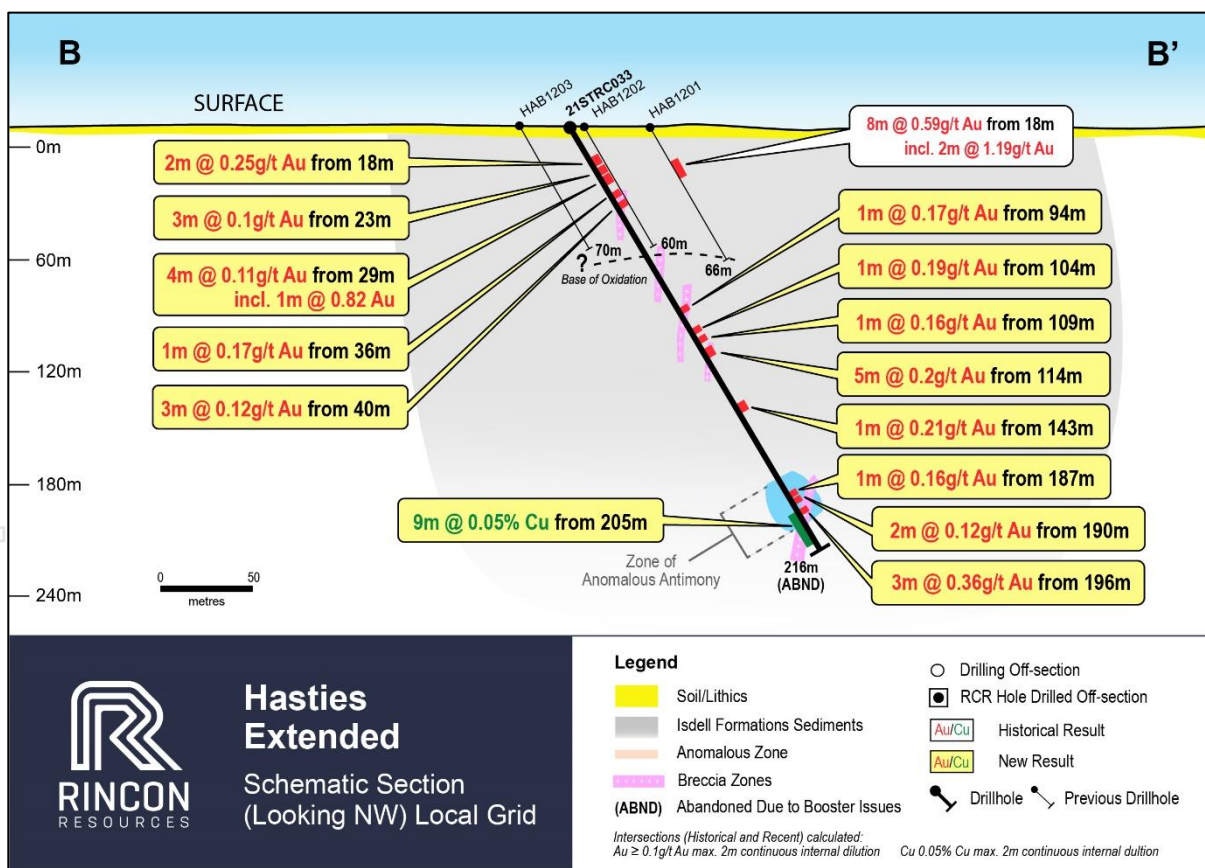 B
B'
SURFACE
HAB1203
21STRC033
HAB1202
HAB1201
0m
60m
120m
180m
240m
2m @ 0.25g/t Au from 18m
3m @ 0.1g/t Au from 23m
4m @ 0.11g/t Au from 29m
incl. 1m @ 0.82 Au
1m @ 0.17g/t Au from 36m
3m @ 0.12g/t Au from 40m
8m @ 0.59g/t Au from 18m
incl. 2m @ 1.19g/t Au
1m @ 0.17g/t Au from 94m
1m @ 0.19g/t Au from 104m
1m @ 0.16g/t Au from 109m
5m @ 0.2g/t Au from 114m
1m @ 0.21g/t Au from 143m
1m @ 0.16g/t Au from 187m
2m @ 0.12g/t Au from 190m
3m @ 0.36g/t Au from 196m
70m
60m
66m
?
Base of Oxidation
9m @ 0.05% Cu from 205m
Zone of
Anomalous Antimony
216m
(ABND)
0 50
metres
RINCON
RESOURCES
Hasties
Extended
Schematic Section
(Looking NW) Local Grid
Legend
Soil/Lithics
Isdell Formations Sediments
Anomalous Zone
Breccia Zones
(ABND) Abandoned Due to Booster Issues
Drilling Off-section
RCR Hole Drilled Off-section
Au/Cu Historical Result
Au/Cu New Result
Drillhole Previous Drillhole
Intersections (Historical and Recent) calculated:
Au ≥ 0.1g/t Au max. 2m continuous internal dilution Cu 0.05% Cu max. 2m continuous internal dultion